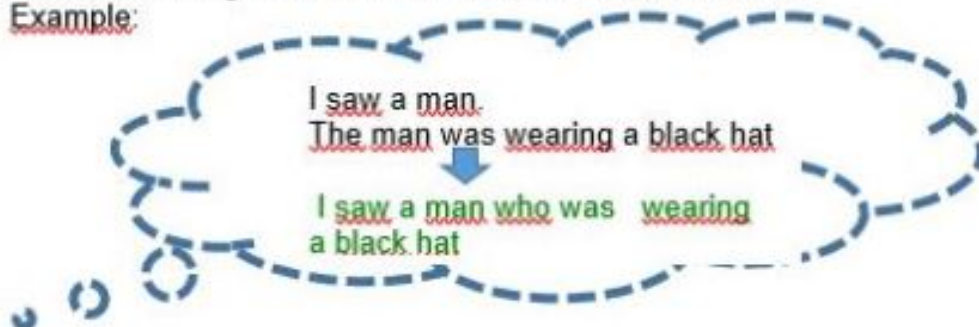 Example:
I saw a man.
The man was wearing a black hat
I saw a man who was wearing
a black hat